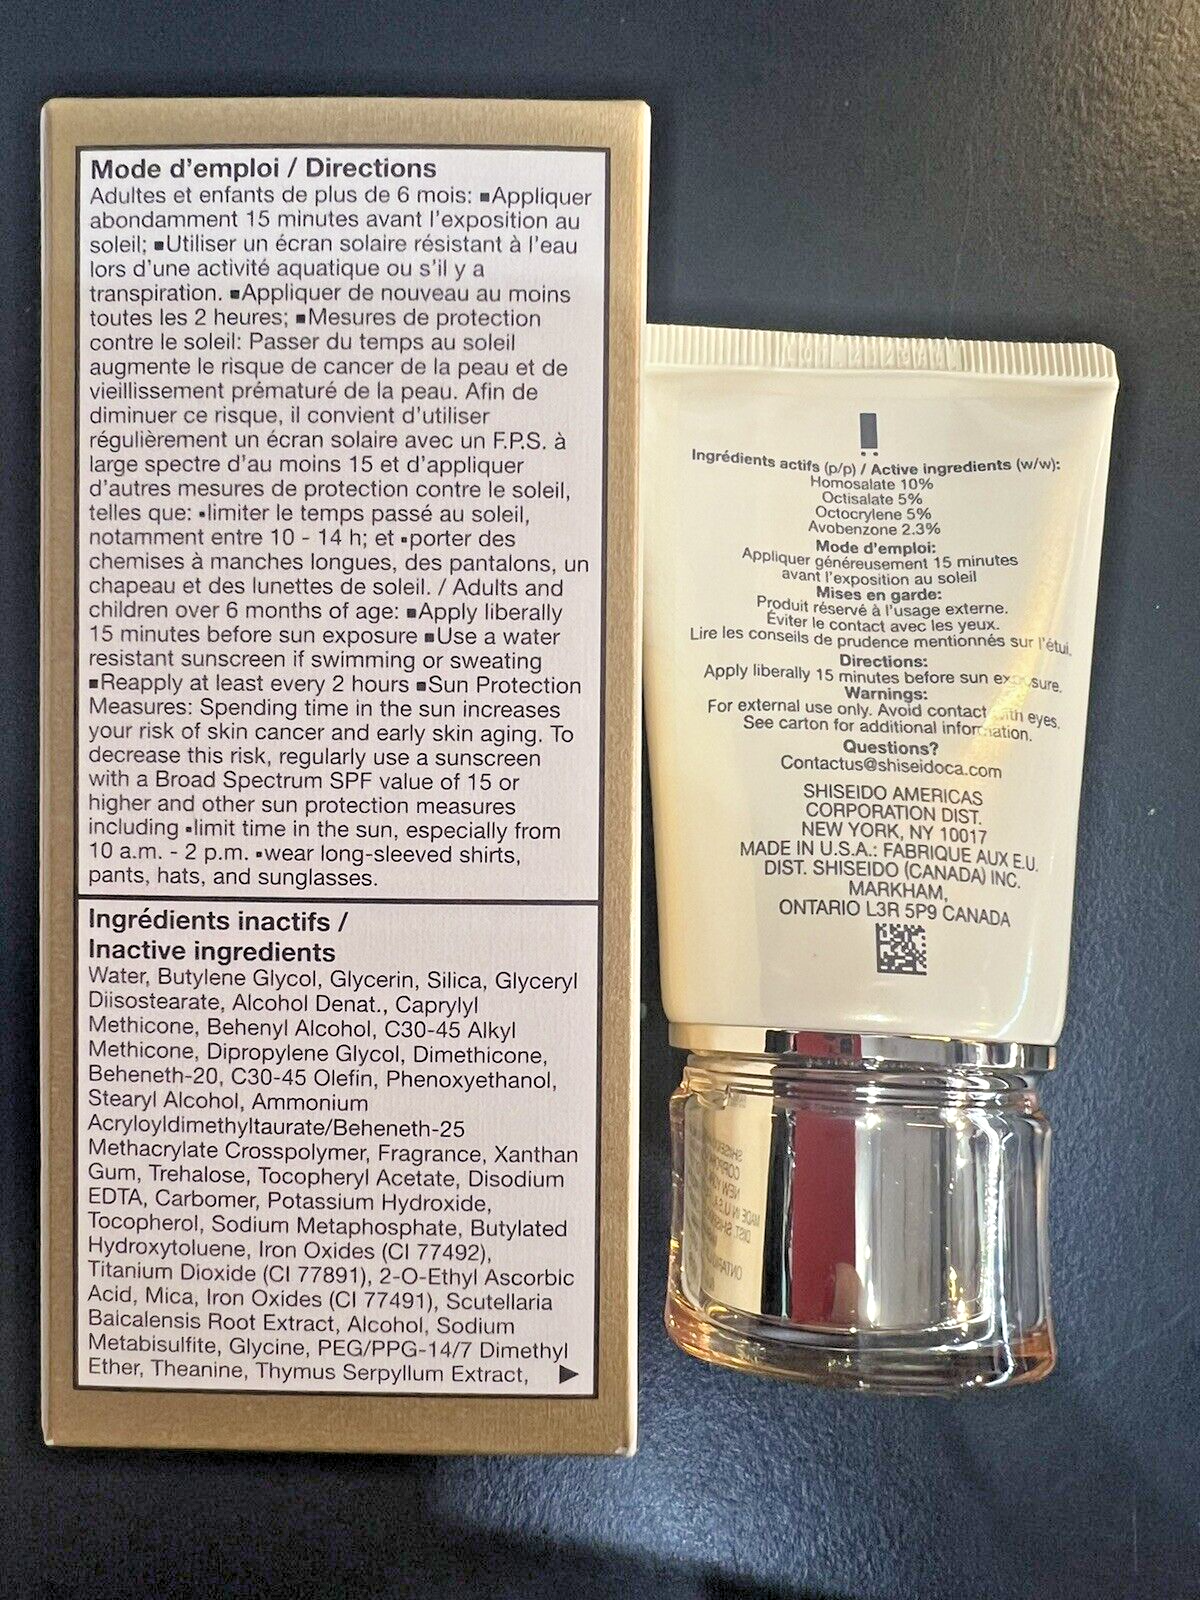 Mode d'emploi / Directions
Adultes et enfants de plus de 6 mois: ■Appliquer
abondamment 15 minutes avant l'exposition au
soleil; ■Utiliser un écran solaire résistant à l'eau
lors d'une activité aquatique ou s'il y a
transpiration. ■Appliquer de nouveau au moins
toutes les 2 heures; ■Mesures de protection
contre le soleil: Passer du temps au soleil
augmente le risque de cancer de la peau et de
vieillissement prématuré de la peau. Afin de
diminuer ce risque, il convient d'utiliser
régulièrement un écran solaire avec un F.P.S. à
large spectre d'au moins 15 et d'appliquer
d'autres mesures de protection contre le soleil,
telles que: ▪limiter le temps passé au soleil,
notamment entre 10 - 14 h; et ▪porter des
chemises à manches longues, des pantalons, un
chapeau et des lunettes de soleil. / Adults and
children over 6 months of age: ■Apply liberally
15 minutes before sun exposure ■Use a water
resistant sunscreen if swimming or sweating
■Reapply at least every 2 hours ■Sun Protection
Measures: Spending time in the sun increases
your risk of skin cancer and early skin aging. To
decrease this risk, regularly use a sunscreen
with a Broad Spectrum SPF value of 15 or
higher and other sun protection measures
including ▪limit time in the sun, especially from
10 a.m. - 2 p.m. ▪wear long-sleeved shirts,
pants, hats, and sunglasses.
Ingrédients inactifs /
Inactive ingredients
Water, Butylene Glycol, Glycerin, Silica, Glyceryl
Diisostearate, Alcohol Denat., Caprylyl
Methicone, Behenyl Alcohol, C30-45 Alkyl
Methicone, Dipropylene Glycol, Dimethicone,
Beheneth-20, C30-45 Olefin, Phenoxyethanol,
Stearyl Alcohol, Ammonium
Acryloyldimethyltaurate/Beheneth-25
Methacrylate Crosspolymer, Fragrance, Xanthan
Gum, Trehalose, Tocopheryl Acetate, Disodium
EDTA, Carbomer, Potassium Hydroxide,
Tocopherol, Sodium Metaphosphate, Butylated
Hydroxytoluene, Iron Oxides (CI 77492),
Titanium Dioxide (CI 77891), 2-O-Ethyl Ascorbic
Acid, Mica, Iron Oxides (CI 77491), Scutellaria
Baicalensis Root Extract, Alcohol, Sodium
Metabisulfite, Glycine, PEG/PPG-14/7 Dimethyl
Ether, Theanine, Thymus Serpyllum Extract,
Ingrédients actifs (p/p) / Active ingredients (w/w):
Homosalate 10%
Octisalate 5%
Octocrylene 5%
Avobenzone 2.3%
Mode d'emploi:
Appliquer généreusement 15 minutes
avant l'exposition au soleil
Mises en garde:
Produit réservé à l'usage externe.
Éviter le contact avec les yeux.
Lire les conseils de prudence mentionnés sur l'étui.
Directions:
Apply liberally 15 minutes before sun exposure.
Warnings:
For external use only. Avoid contact with eyes.
See carton for additional information.
Questions?
Contactus@shiseidoca.com
SHISEIDO AMERICAS
CORPORATION DIST.
NEW YORK, NY 10017
MADE IN U.S.A.: FABRIQUE AUX E.U.
DIST. SHISEIDO (CANADA) INC.
MARKHAM,
ONTARIO L3R 5P9 CANADA